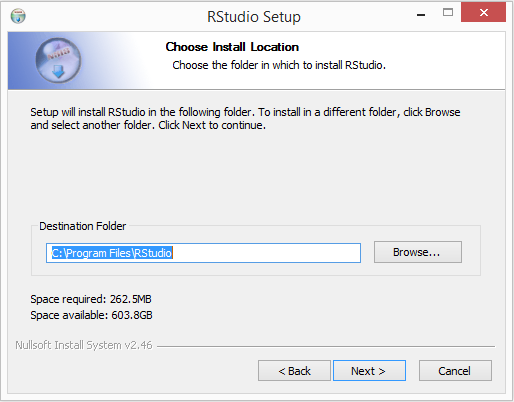 RStudio Setup
Choose Install Location
Choose the folder in which to install RStudio.
Setup will install RStudio in the following folder. To install in a different folder, click Browse
and select another folder. Click Next to continue.
Destination Folder
C:\Program Files\RStudio
Browse...
Space required: 262.5MB
Space available: 603.8GB
Nullsoft Install System v2.46
< Back
Next >
Cancel